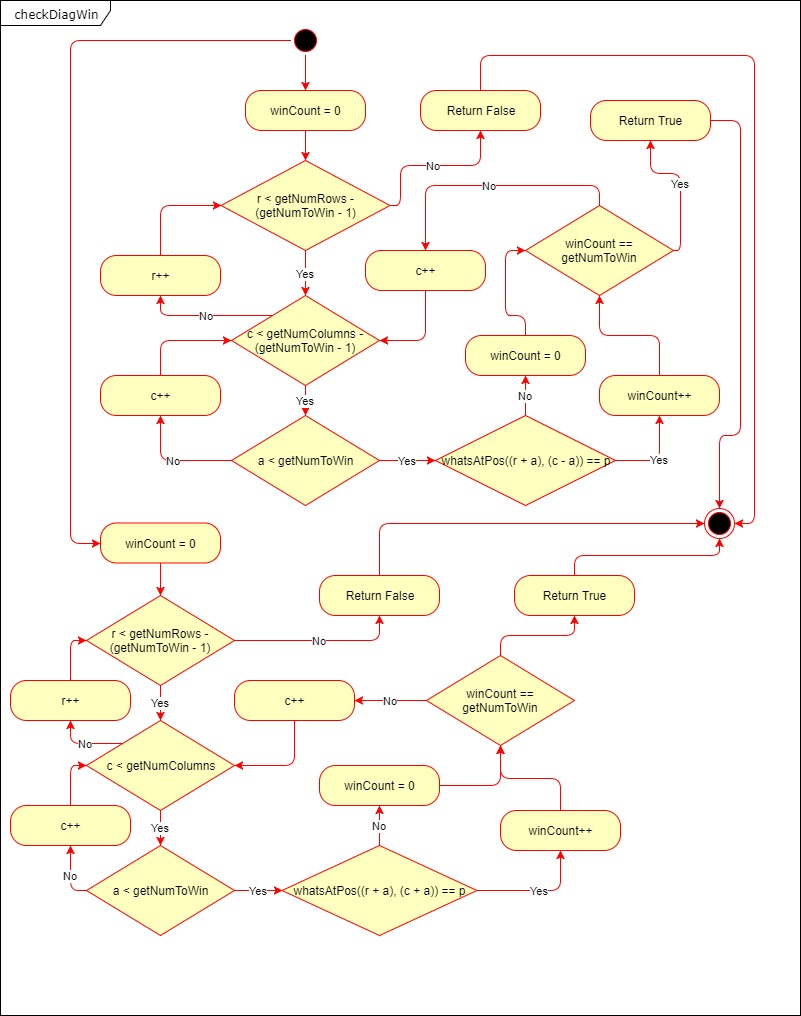 checkDiagWin
winCount = 0
Return False
Return True
No
Yes
r < getNumRows -
(getNumToWin - 1)
No
winCount ==
getNumToWin
r++
Yes
c++
No
c < getNumColumns -
(getNumToWin - 1)
winCount = 0
c++
Yes
No
winCount++
No
a < getNumToWin
Yes
whatsAtPos((r + a), (c - a)) == p
Yes
winCount = 0
Return False
Return True
r < getNumRows -
(getNumToWin - 1)
No
r++
Yes
c++
No
winCount ==
getNumToWin
No
c < getNumColumns
winCount = 0
c++
Yes
No
winCount++
No
a < getNumToWin
Yes
whatsAtPos((r + a), (c + a)) == p
Yes